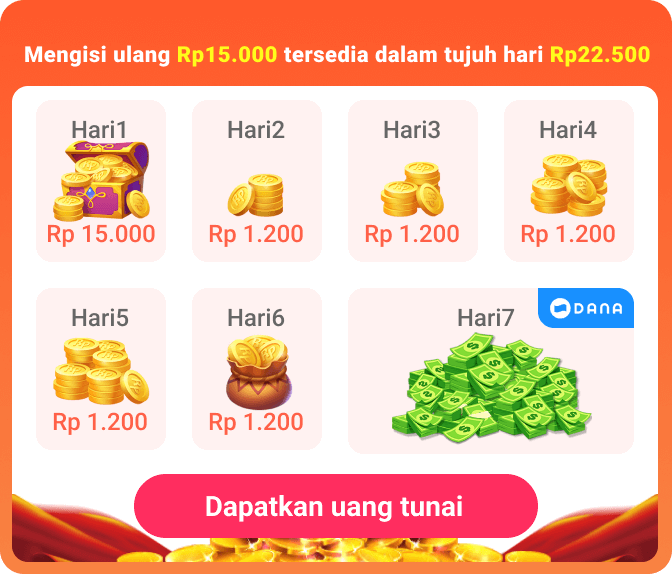 Mengisi ulang Rp15.000 tersedia dalam tujuh hari Rp22.500
Hari1
Rp 15.000
Hari2
Rp 1.200
Hari3
Rp 1.200
Hari4
Rp 1.200
Hari5
Rp 1.200
Hari6
Rp 1.200
Hari7
DANA
Dapatkan uang tunai